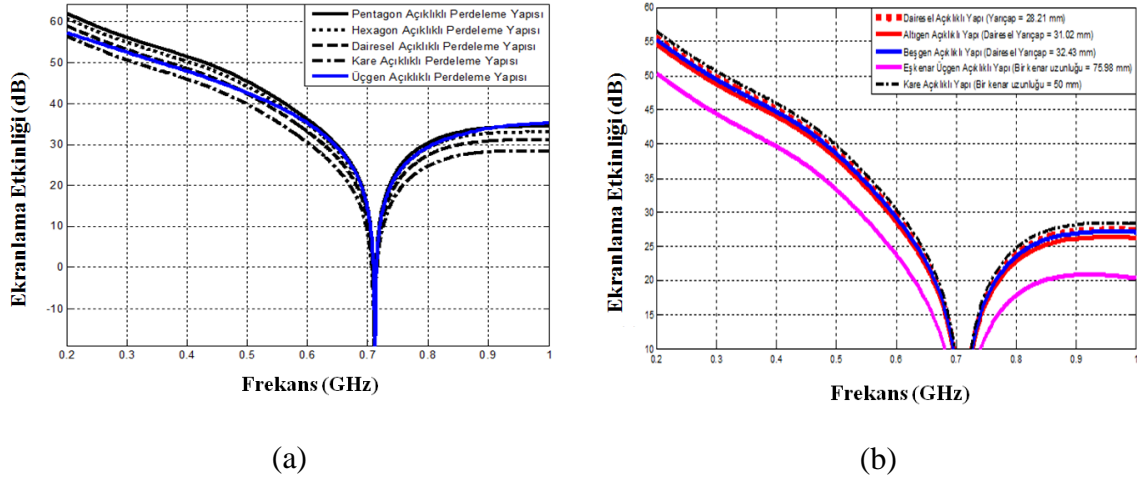 Pentagon Açıklıklı Perdeleme Yapısı
Hexagon Açıklıklı Perdeleme Yapısı
Dairesel Açıklıklı Perdeleme Yapısı
Kare Açıklıklı Perdeleme Yapısı
Üçgen Açıklıklı Perdeleme Yapısı
Ekranlama Etkinliği (dB)
60
50
40
30
20
10
0
-10
0.2 0.3 0.4 0.5 0.6 0.7 0.8 0.9 1
Frekans (GHz)
(a)
Dairesel Açıklıklı Yapı (Yarıçap = 28.21 mm)
Altıgen Açıklıklı Yapı (Dairesel Yarıçap = 31.02 mm)
Beşgen Açıklıklı Yapı (Dairesel Yarıçap = 32.43 mm)
Eşkenar Üçgen Açıklıklı Yapı (Bir kenar uzunluğu = 75.98 mm)
Kare Açıklıklı Yapı (Bir kenar uzunluğu = 50 mm)
Ekranlama Etkinliği (dB)
60
55
50
45
40
35
30
25
20
15
10
0.2 0.3 0.4 0.5 0.6 0.7 0.8 0.9 1
Frekans (GHz)
(b)